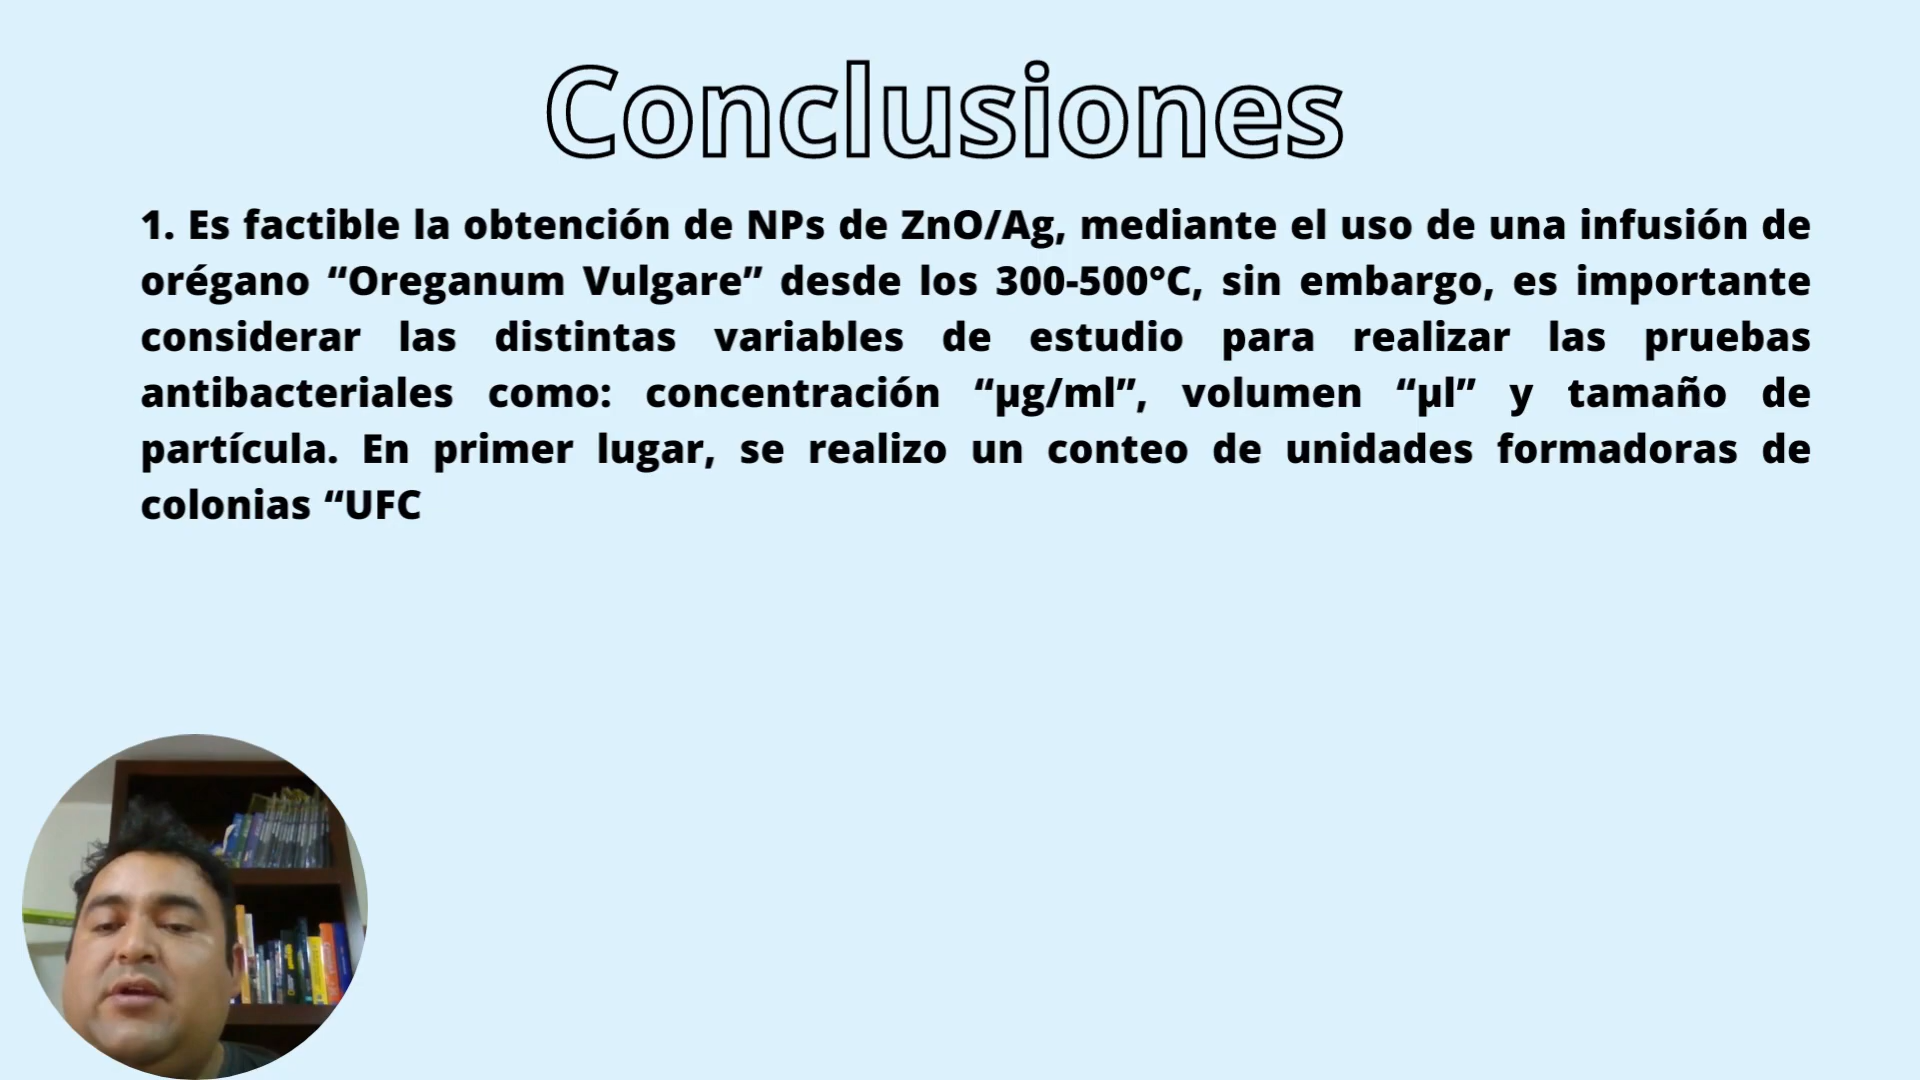 Conclusiones
1. Es factible la obtención de NPs de ZnO/Ag, mediante el uso de una infusión de
orégano “Oreganum Vulgare” desde los 300-500°C, sin embargo, es importante
considerar las distintas variables de estudio para realizar las pruebas
antibacteriales como: concentración “µg/ml”, volumen “µl” y tamaño de
partícula. En primer lugar, se realizo un conteo de unidades formadoras de
colonias “UFC